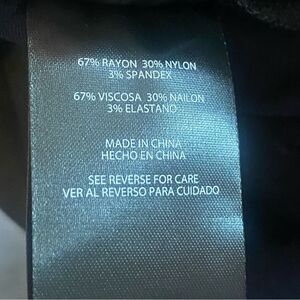 67% RAYON 30% NYLON
3% SPANDEX
67% VISCOSA 30% NAILON
3% ELASTANO
MADE IN CHINA
HECHO EN CHINA
SEE REVERSE FOR CARE
VER AL REVERSO PARA CUIDADO